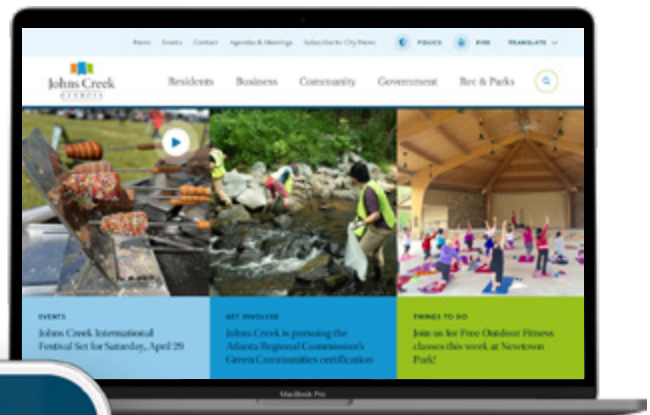 News Events Contact Agendas & Meetings Subscribe to City News POLICE FIRE TRANSLATE
Johns Creek
GEORGIA
Residents Business Community Government Rec & Parks
EVENTS
Johns Creek International
Festival Set for Saturday, April 29
GET INVOLVED
Johns Creek is pursuing the
Atlanta Regional Commission's
Green Communities certification
THINGS TO DO
Join us for Free Outdoor Fitness
classes this week at Newtown
Park!
MacBook Pro